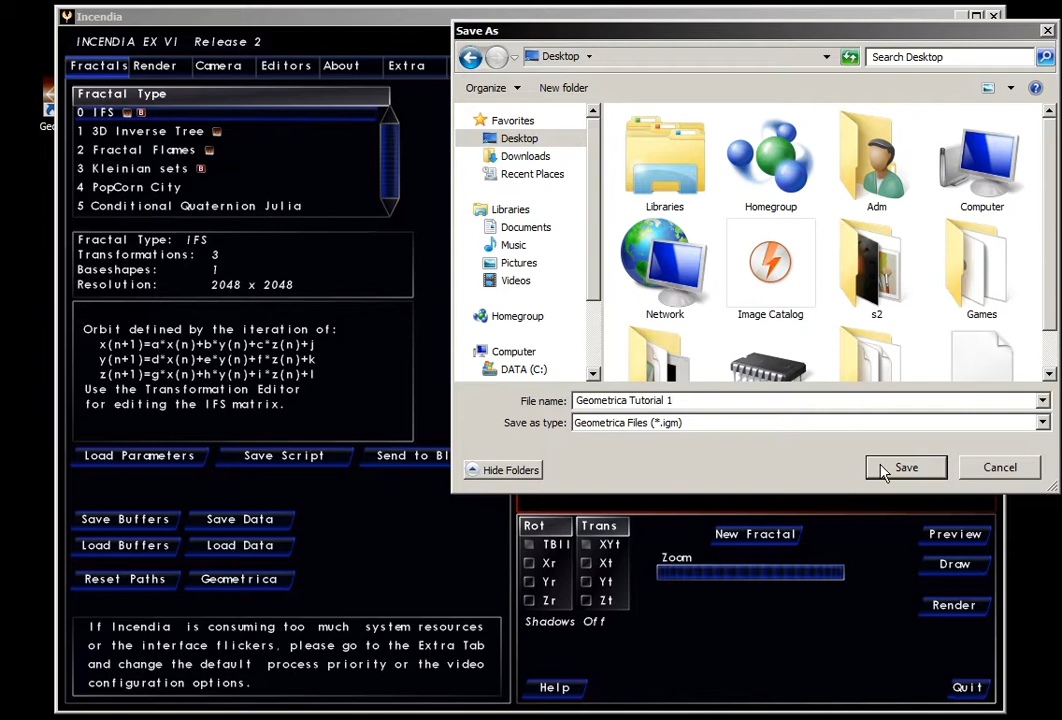 Incendia
INCENDIA EX VI Release 2
Fractals Render Camera Editors About Extra
Fractal Type
0 IFS B
1 3D Inverse Tree
2 Fractal Flames
3 Kleinian sets B
4 PopCorn City
5 Conditional Quaternion Julia
Fractal Type: IFS
Transformations: 3
Baseshapes: 1
Resolution: 2048 x 2048
Orbit defined by the iteration of:
x(n+1)=a*x(n)+b*y(n)+c*z(n)+j
y(n+1)=d*x(n)+e*y(n)+f*z(n)+k
z(n+1)=g*x(n)+h*y(n)+i*z(n)+l
Use the Transformation Editor
for editing the IFS matrix.
Load Parameters Save Script Send to Bl
Save Buffers Save Data
Load Buffers Load Data
Reset Paths Geometrica
If Incendia is consuming too much system resources
or the interface flickers, please go to the Extra Tab
and change the default process priority or the video
configuration options.
Save As
Desktop
Search Desktop
Organize New folder
Favorites
Desktop
Downloads
Recent Places
Libraries
Documents
Music
Pictures
Videos
Homegroup
Computer
DATA (C:)
Libraries Homegroup Adm Computer
Network Image Catalog s2 Games
File name: Geometrica Tutorial 1
Save as type: Geometrica Files (*.igm)
Hide Folders Save Cancel
Rot Trans
TBll XYt
Xr Xt
Yr Yt
Zr Zt
Shadows Off
New Fractal
Zoom
Preview
Draw
Render
Help Quit
Geo